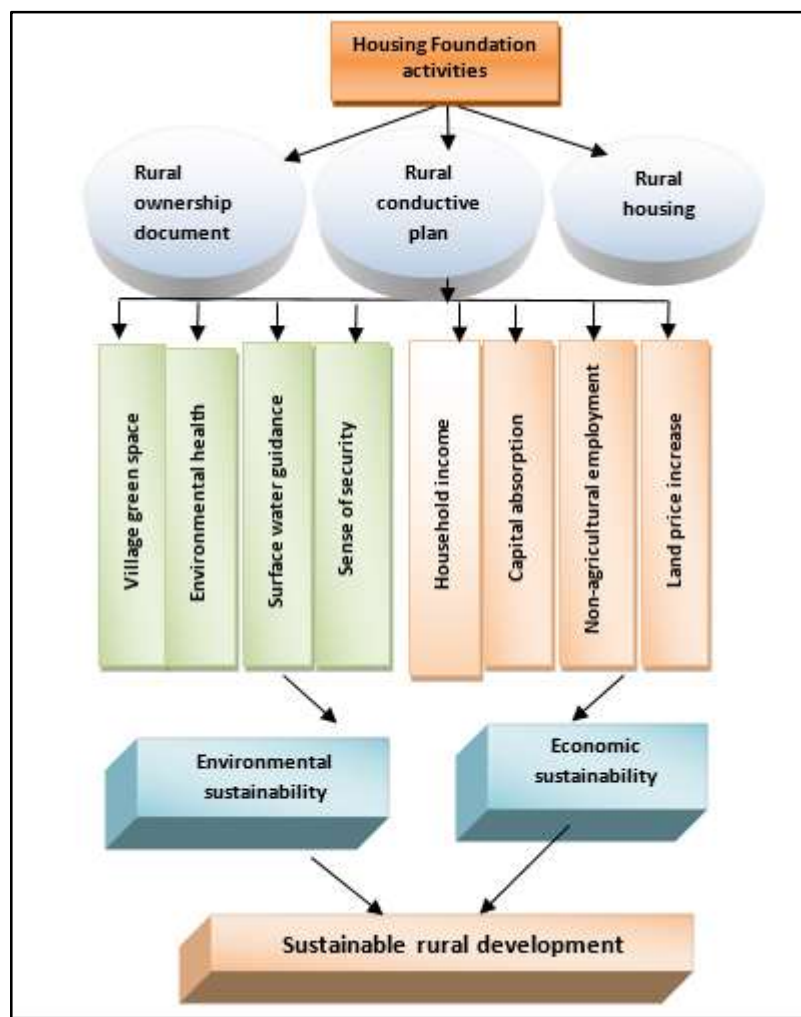 Housing Foundation
activities
Rural
ownership
document
Rural
conductive
plan
Rural
housing
Village green space
Environmental health
Surface water guidance
Sense of security
Household income
Capital absorption
Non-agricultural employment
Land price increase
Environmental
sustainability
Economic
sustainability
Sustainable rural development